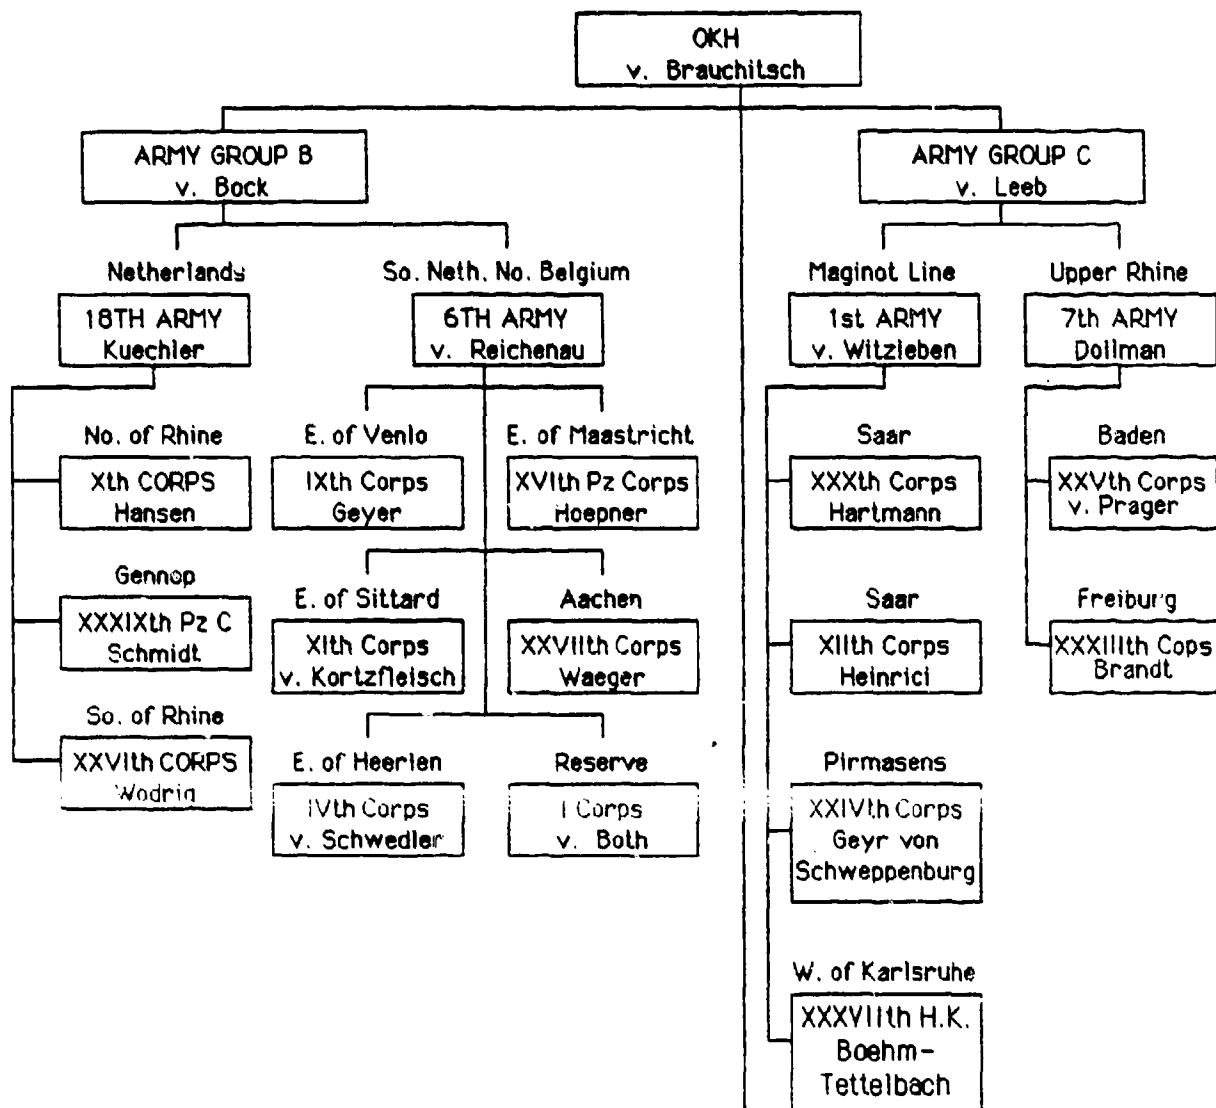 OKH
v. Brauchitsch
ARMY GROUP B
v. Bock
ARMY GROUP C
v. Leeb
Netherlands
18TH ARMY
Kuechler
So. Neth. No. Belgium
6TH ARMY
v. Reichenau
Maginot Line
1st ARMY
v. Witzleben
Upper Rhine
7th ARMY
Dollman
No. of Rhine
Xth CORPS
Hansen
Gennop
XXXIXth Pz C
Schmidt
So. of Rhine
XXVIth CORPS
Wodrig
E. of Venlo
IXth Corps
Geyer
E. of Maastricht
XVIth Pz Corps
Hoepner
E. of Sittard
XIth Corps
v. Kortzfleisch
Aachen
XXVIIth Corps
Waeger
E. of Heerlen
IVth Corps
v. Schwedler
Reserve
I Corps
v. Both
Saar
XXXth Corps
Hartmann
Saar
XIIth Corps
Heinrici
Pirmasens
XXIVth Corps
Geyr von
Schweppenburg
W. of Karlsruhe
XXXVIIth H.K.
Boehm-
Tettelbach
Baden
XXVth Corps
v. Prager
Freiburg
XXXIIIth Cops
Brandt